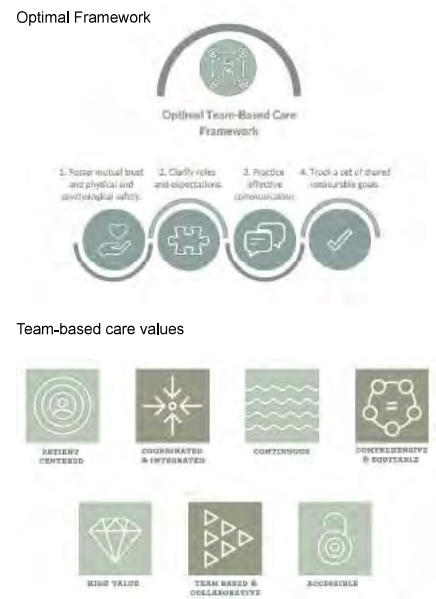 Optimal Framework
Optimal Team-Based Care
Framework
1. Foster mutual trust
and physical and
psychological safety.
2. Clarify roles
and expectations.
3. Practice
effective
communication.
4. Track a set of shared
measurable goals.
Team-based care values
PATIENT
CENTERED
COORDINATED
& INTEGRATED
CONTINUOUS
COMPREHENSIVE
& EQUITABLE
HIGH VALUE
TEAM BASED &
COLLABORATIVE
ACCESSIBLE